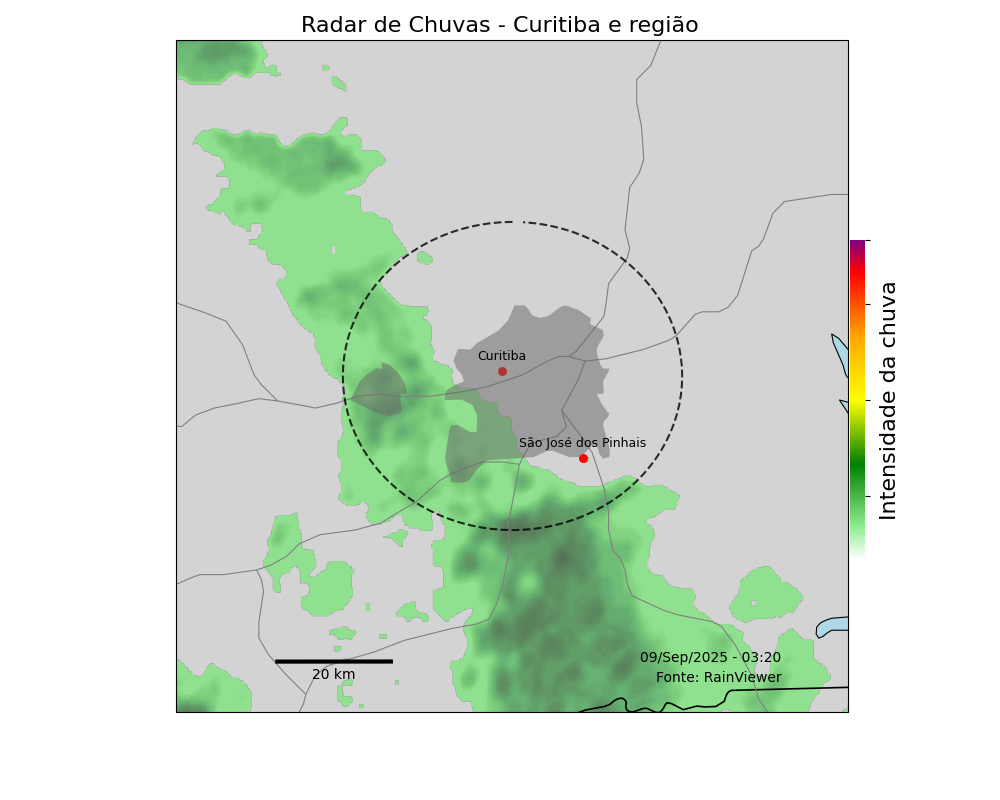 Radar de Chuvas - Curitiba e região
Curitiba
São José dos Pinhais
Intensidade da chuva
09/Sep/2025 - 03:20
Fonte: RainViewer
20 km